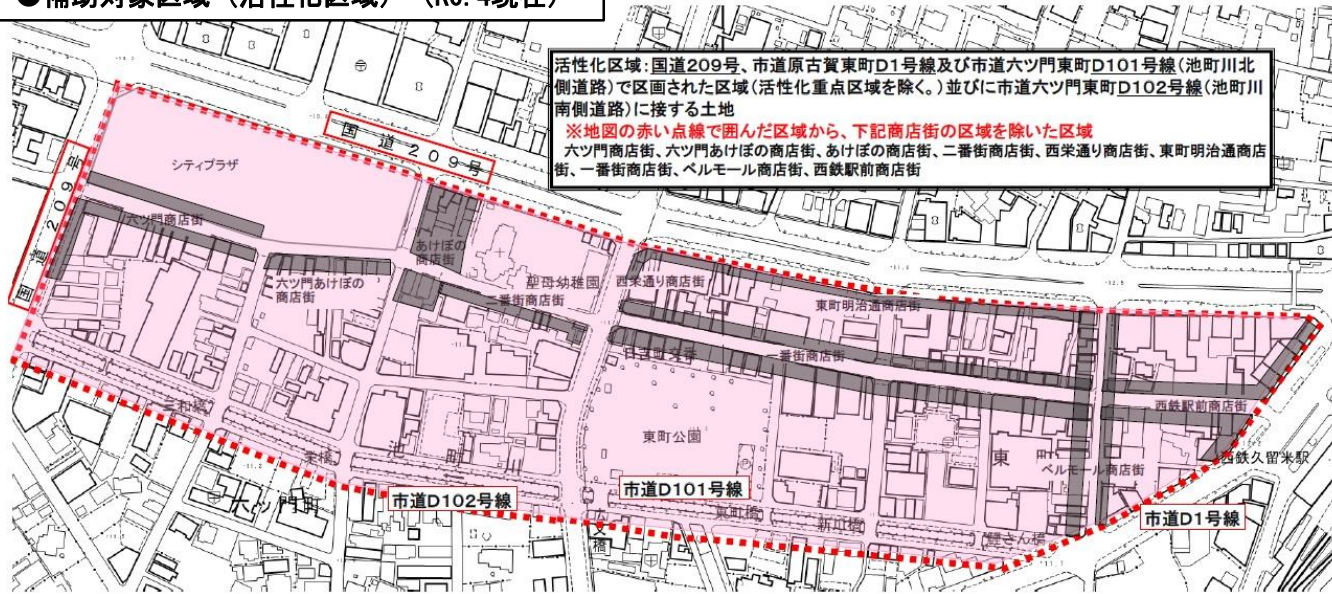 ●補助対象区域（活性化区域）（R6.4現在）
活性化区域：国道209号、市道原古賀東町D1号線及び市道六ツ門東町D101号線（池町川北
側道路）で区画された区域（活性化重点区域を除く。）並びに市道六ツ門東町D102号線（池町川
南側道路）に接する土地
※地図の赤い点線で囲んだ区域から、下記商店街の区域を除いた区域
六ツ門商店街、六ツ門あけぼの商店街、あけぼの商店街、二番街商店街、西栄通り商店街、東町明治通商店
街、一番街商店街、ベルモール商店街、西鉄駅前商店街
国道209号
国道209号
シティプラザ
六ツ門商店街
あけぼの
商店街
六ツ門あけぼの
商店街
聖母幼稚園
二番街商店街
西栄通り商店街
東町明治通商店街
一番街商店街
西鉄駅前商店街
東町公園
東町
ベルモール商店街
西鉄久留米駅
三和橋
栄橋
池町川
六ツ門町
市道D102号線
市道D101号線
市道D1号線
広
橋
東町橋
新川橋